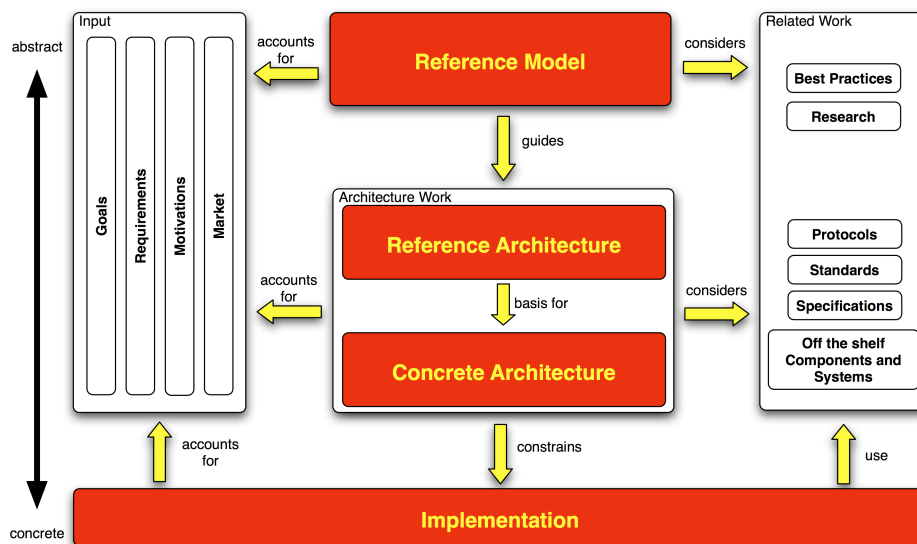 Input
Related Work
abstract
accounts
for
Reference Model
considers
Best Practices
Research
guides
Goals
Requirements
Motivations
Market
Architecture Work
Reference Architecture
Protocols
accounts
for
basis for
considers
Standards
Specifications
Concrete Architecture
Off the shelf
Components and
Systems
accounts
for
constrains
use
concrete
Implementation